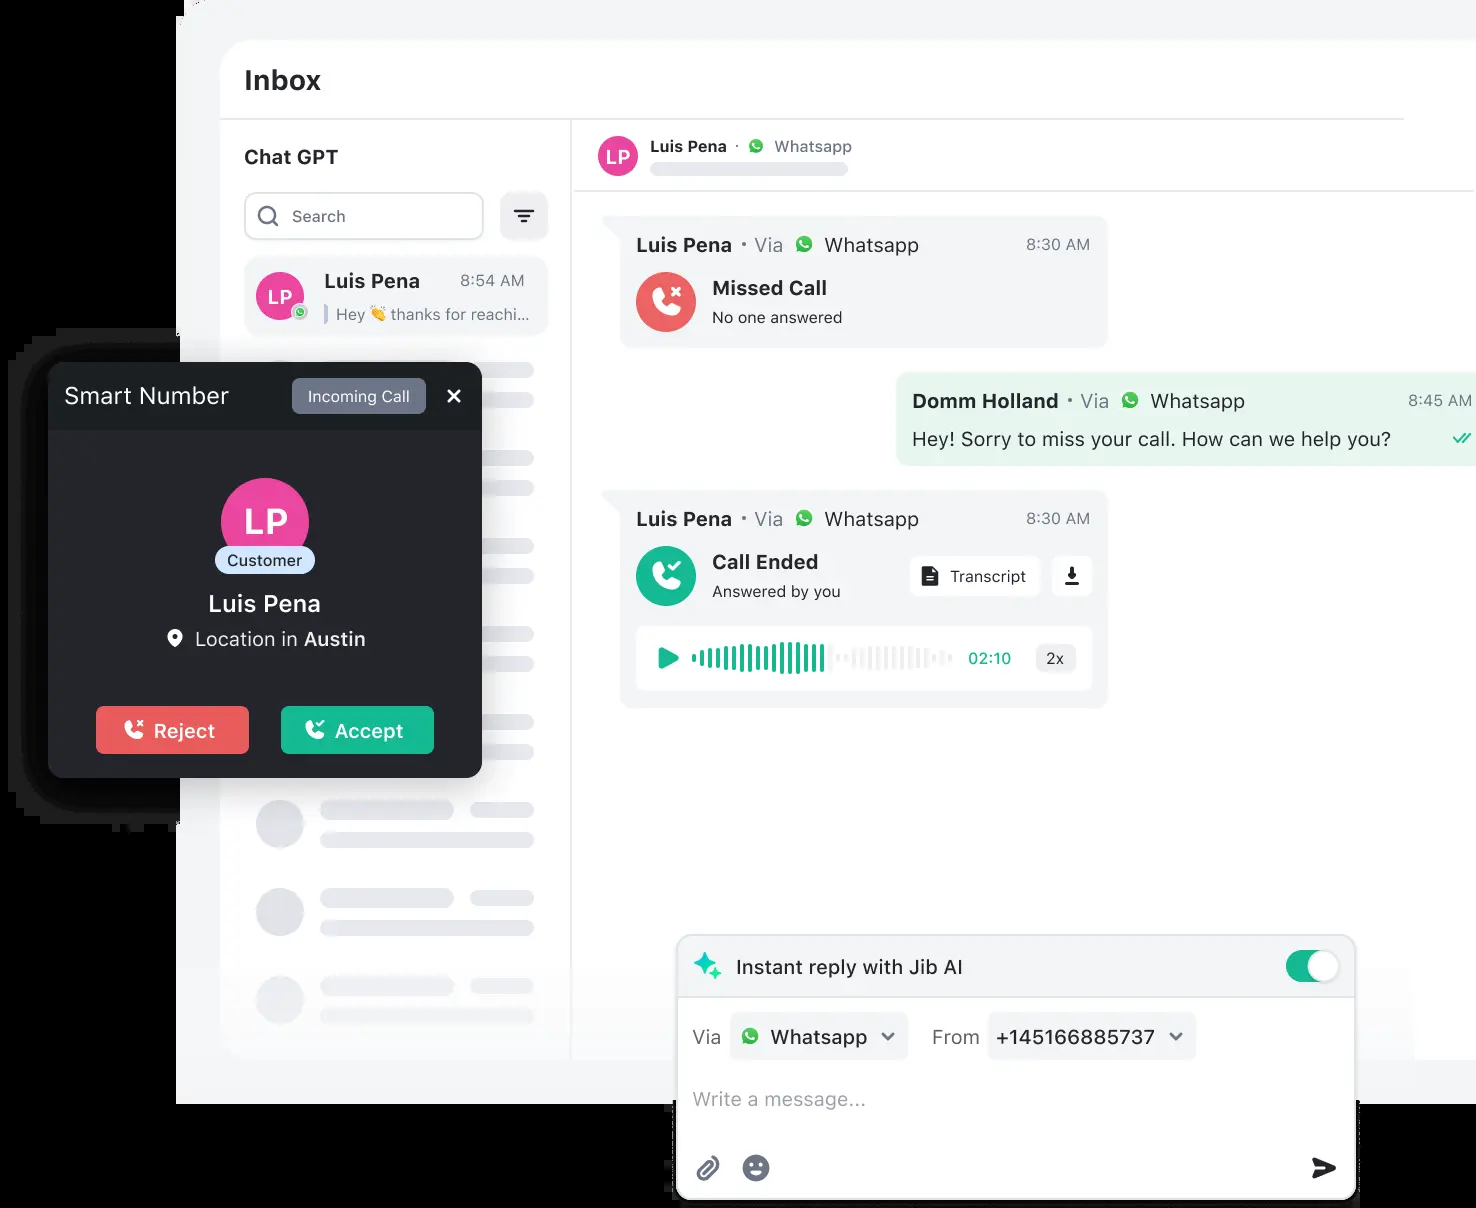 Inbox
Chat GPT
Search
LP
Luis Pena 8:54 AM
Hey 👏 thanks for reachi...
Smart Number Incoming Call
LP
Customer
Luis Pena
Location in Austin
Reject Accept
LP Luis Pena · Whatsapp
Luis Pena · Via Whatsapp 8:30 AM
Missed Call
No one answered
Domm Holland · Via Whatsapp 8:45 AM
Hey! Sorry to miss your call. How can we help you?
Luis Pena · Via Whatsapp 8:30 AM
Call Ended
Answered by you
Transcript
02:10 2x
Instant reply with Jib AI
Via Whatsapp From +145166885737
Write a message...